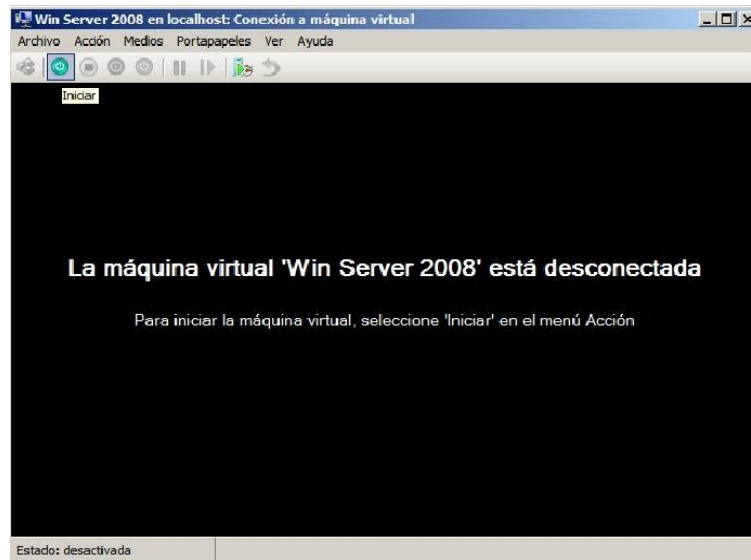 Win Server 2008 en localhost: Conexión a máquina virtual
Archivo Acción Medios Portapapeles Ver Ayuda
Iniciar
La máquina virtual 'Win Server 2008' está desconectada
Para iniciar la máquina virtual, seleccione 'Iniciar' en el menú Acción
Estado: desactivada